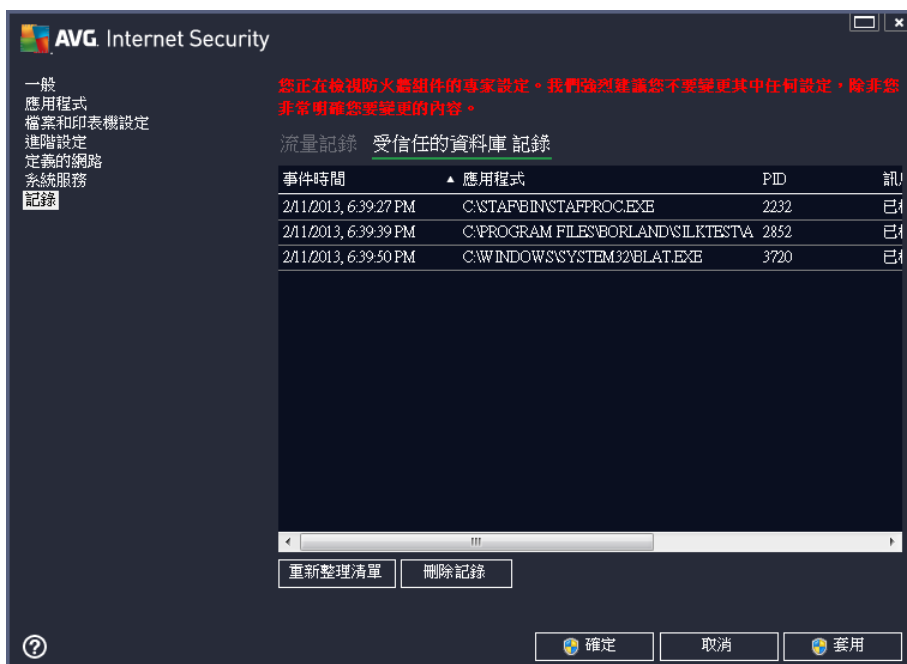 AVG. Internet Security
一般
應用程式
檔案和印表機設定
進階設定
定義的網路
系統服務
記錄
您正在檢視防火牆組件的專家設定。我們強烈建議您不要變更其中任何設定,除非您
非常明確您要變更的內容。
流量記錄 受信任的資料庫 記錄
事件時間 應用程式 PID
2/11/2013, 6:39:27 PM C:\STAF\BIN\STAFPROC.EXE 2232
2/11/2013, 6:39:39 PM C:\PROGRAM FILES\BORLAND\SILKTEST\A 2852
2/11/2013, 6:39:50 PM C:\WINDOWS\SYSTEM32\BLAT.EXE 3720
重新整理清單 刪除記錄
確定 取消 套用